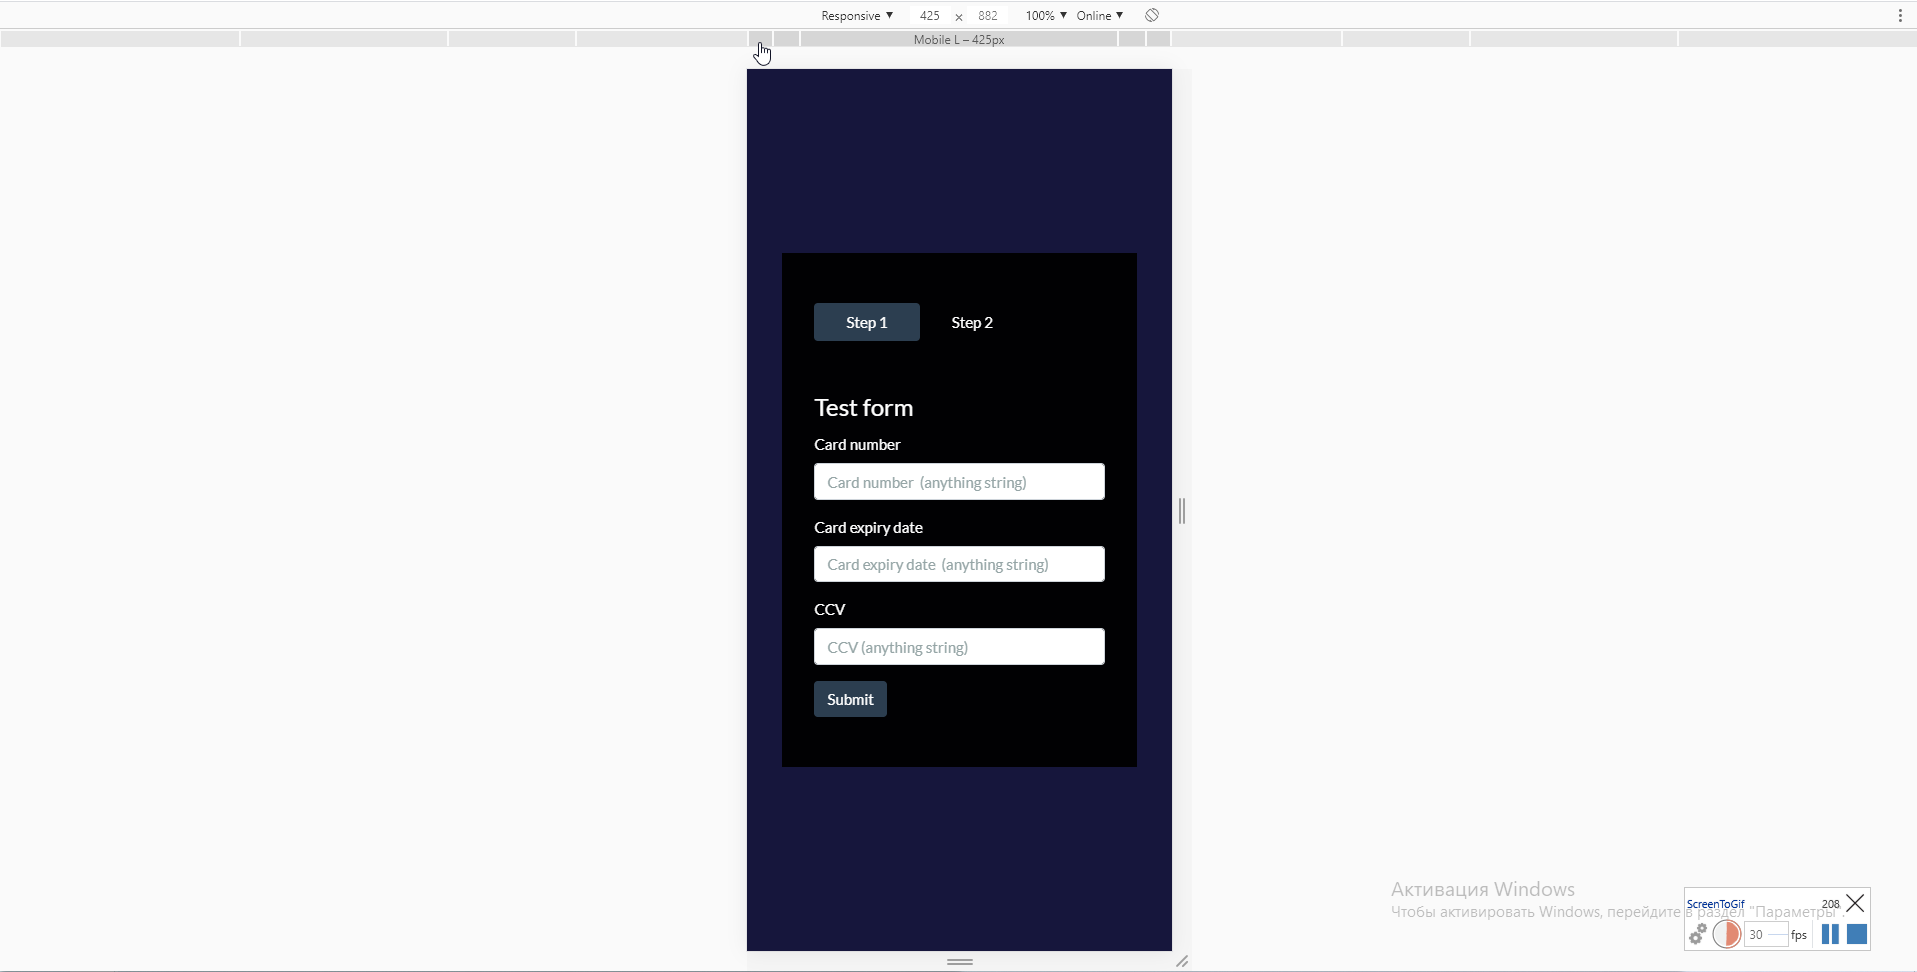 Responsive ▼ 425 x 882 100% ▼ Online ▼
Mobile L – 425px
Step 1 Step 2
Test form
Card number
Card number (anything string)
Card expiry date
Card expiry date (anything string)
CCV
CCV (anything string)
Submit
Активация Windows
Чтобы активировать Windows, перейдите в раздел "Параметры".
ScreenToGif 208
30 fps